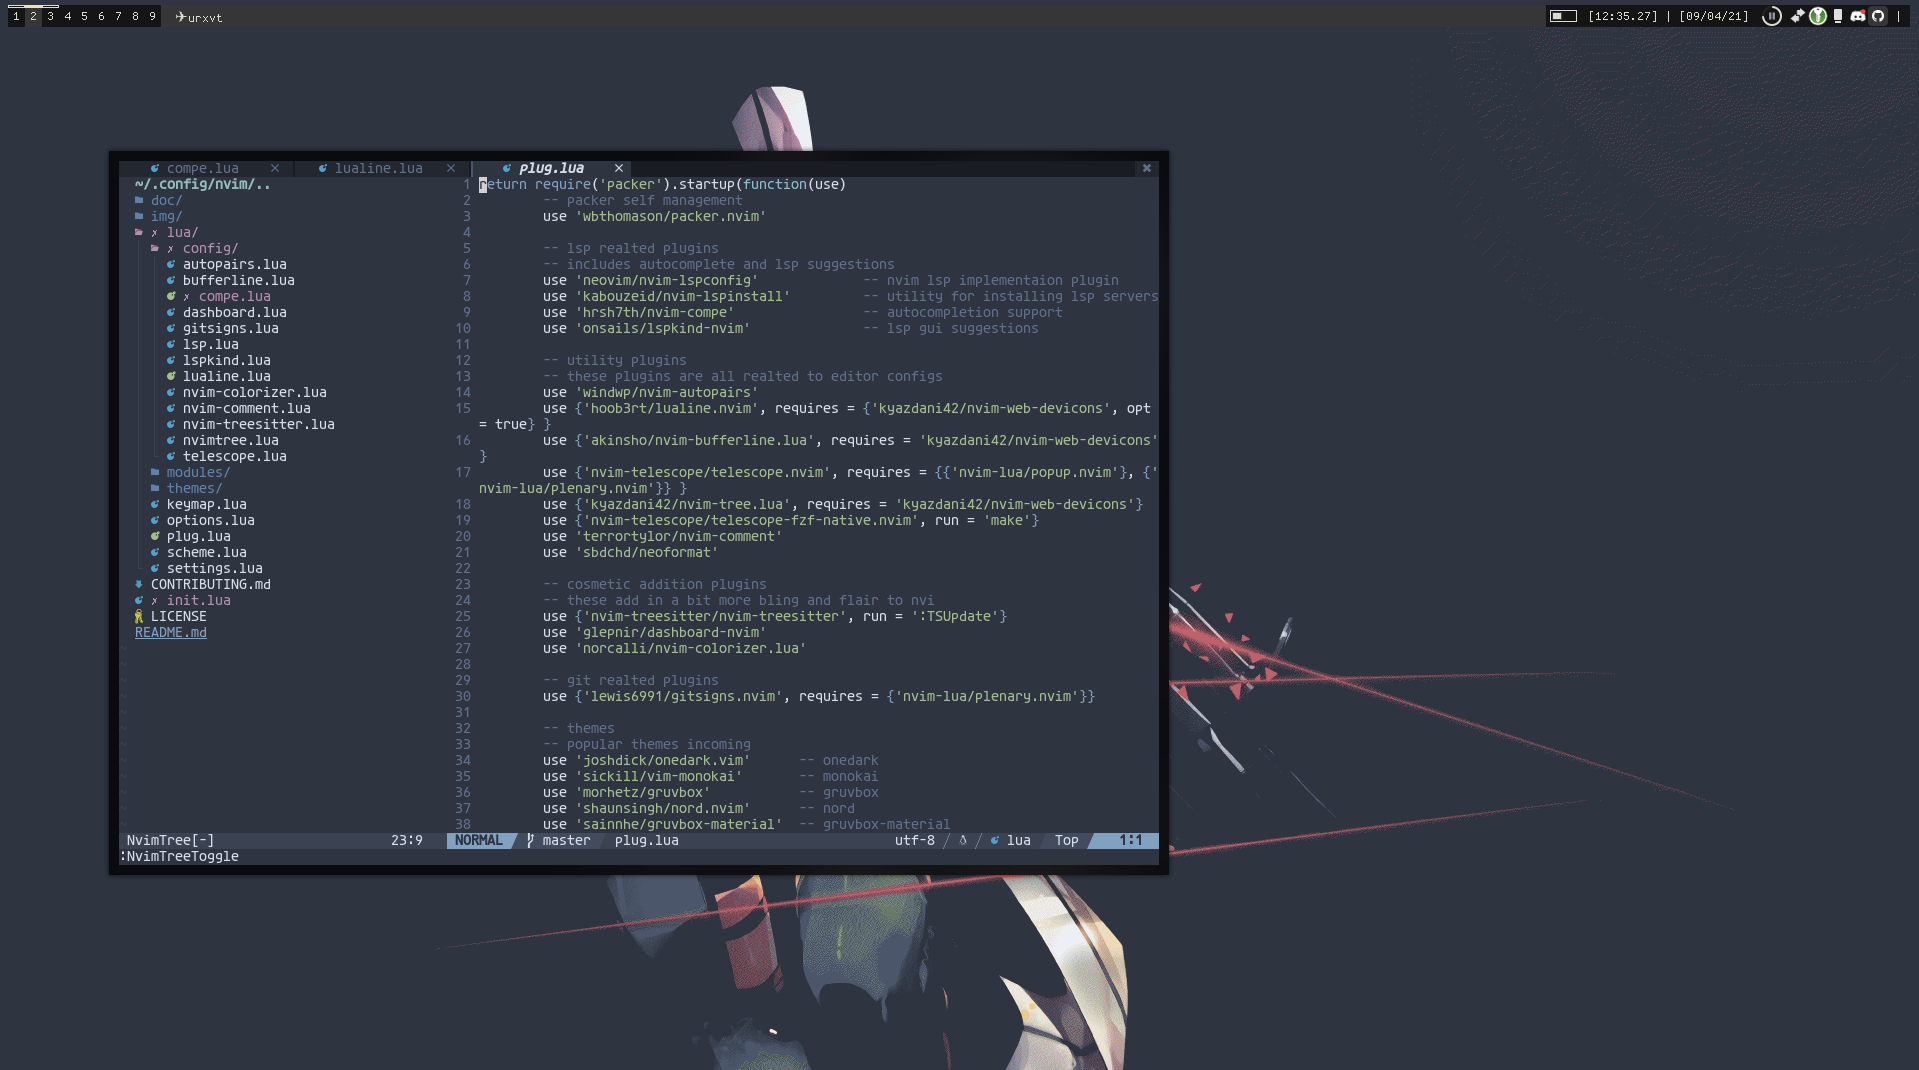 1 2 3 4 5 6 7 8 9 urxvt
[12:35.27] | [09/04/21] |
compe.lua lualine.lua plug.lua
~/.config/nvim/..
doc/
img/
lua/
config/
autopairs.lua
bufferline.lua
✗ compe.lua
dashboard.lua
gitsigns.lua
lsp.lua
lspkind.lua
lualine.lua
nvim-colorizer.lua
nvim-comment.lua
nvim-treesitter.lua
nvimtree.lua
telescope.lua
modules/
themes/
keymap.lua
options.lua
plug.lua
scheme.lua
settings.lua
CONTRIBUTING.md
✗ init.lua
LICENSE
README.md
1 return require('packer').startup(function(use)
2 -- packer self management
3 use 'wbthomason/packer.nvim'
4
5 -- lsp realted plugins
6 -- includes autocomplete and lsp suggestions
7 use 'neovim/nvim-lspconfig' -- nvim lsp implementaion plugin
8 use 'kabouzeid/nvim-lspinstall' -- utility for installing lsp servers
9 use 'hrsh7th/nvim-compe' -- autocompletion support
10 use 'onsails/lspkind-nvim' -- lsp gui suggestions
11
12 -- utility plugins
13 -- these plugins are all realted to editor configs
14 use 'windwp/nvim-autopairs'
15 use {'hoob3rt/lualine.nvim', requires = {'kyazdani42/nvim-web-devicons', opt
= true} }
16 use {'akinsho/nvim-bufferline.lua', requires = 'kyazdani42/nvim-web-devicons'
}
17 use {'nvim-telescope/telescope.nvim', requires = {{'nvim-lua/popup.nvim'}, {'
nvim-lua/plenary.nvim'}} }
18 use {'kyazdani42/nvim-tree.lua', requires = 'kyazdani42/nvim-web-devicons'}
19 use {'nvim-telescope/telescope-fzf-native.nvim', run = 'make'}
20 use 'terrortylor/nvim-comment'
21 use 'sbdchd/neoformat'
22
23 -- cosmetic addition plugins
24 -- these add in a bit more bling and flair to nvi
25 use {'nvim-treesitter/nvim-treesitter', run = ':TSUpdate'}
26 use 'glepnir/dashboard-nvim'
27 use 'norcalli/nvim-colorizer.lua'
28
29 -- git realted plugins
30 use {'lewis6991/gitsigns.nvim', requires = {'nvim-lua/plenary.nvim'}}
31
32 -- themes
33 -- popular themes incoming
34 use 'joshdick/onedark.vim' -- onedark
35 use 'sickill/vim-monokai' -- monokai
36 use 'morhetz/gruvbox' -- gruvbox
37 use 'shaunsingh/nord.nvim' -- nord
38 use 'sainnhe/gruvbox-material' -- gruvbox-material
NvimTree[-] 23:9 NORMAL master plug.lua utf-8 / / lua Top 1:1
:NvimTreeToggle